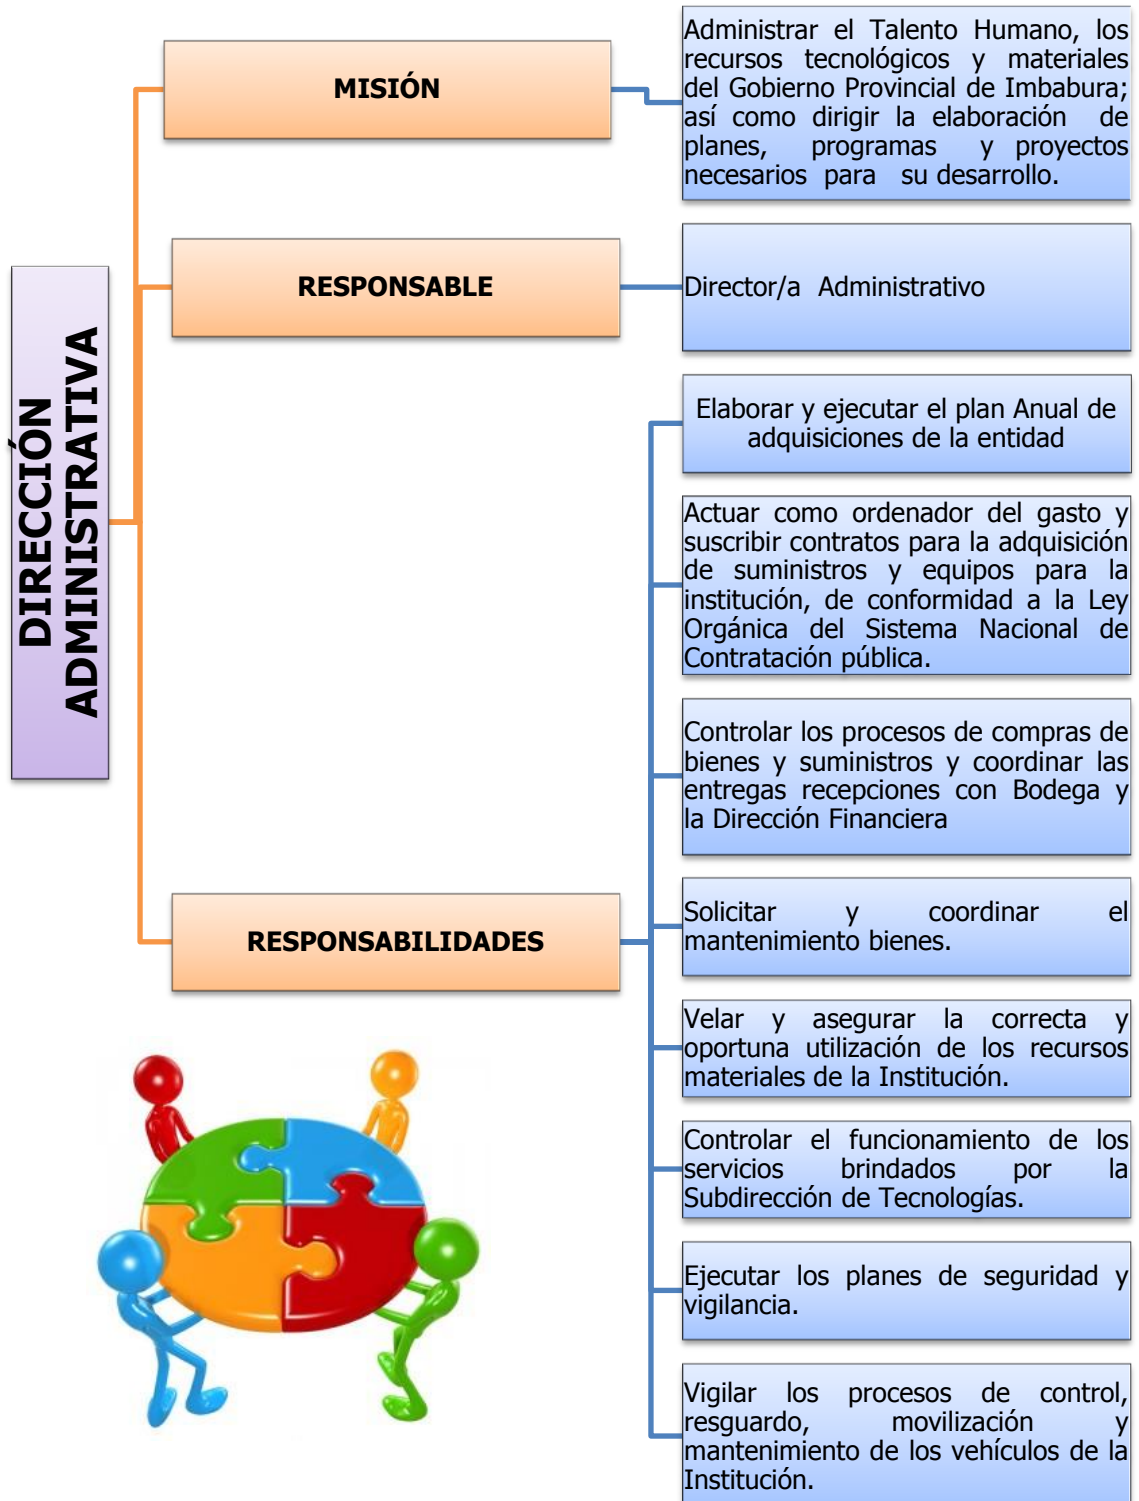 DIRECCIÓN
ADMINISTRATIVA
MISIÓN
Administrar el Talento Humano, los
recursos tecnológicos y materiales
del Gobierno Provincial de Imbabura;
así como dirigir la elaboración de
planes, programas y proyectos
necesarios para su desarrollo.
RESPONSABLE
Director/a Administrativo
RESPONSABILIDADES
Elaborar y ejecutar el plan Anual de
adquisiciones de la entidad
Actuar como ordenador del gasto y
suscribir contratos para la adquisición
de suministros y equipos para la
institución, de conformidad a la Ley
Orgánica del Sistema Nacional de
Contratación pública.
Controlar los procesos de compras de
bienes y suministros y coordinar las
entregas recepciones con Bodega y
la Dirección Financiera
Solicitar y coordinar el
mantenimiento bienes.
Velar y asegurar la correcta y
oportuna utilización de los recursos
materiales de la Institución.
Controlar el funcionamiento de los
servicios brindados por la
Subdirección de Tecnologías.
Ejecutar los planes de seguridad y
vigilancia.
Vigilar los procesos de control,
resguardo, movilización y
mantenimiento de los vehículos de la
Institución.